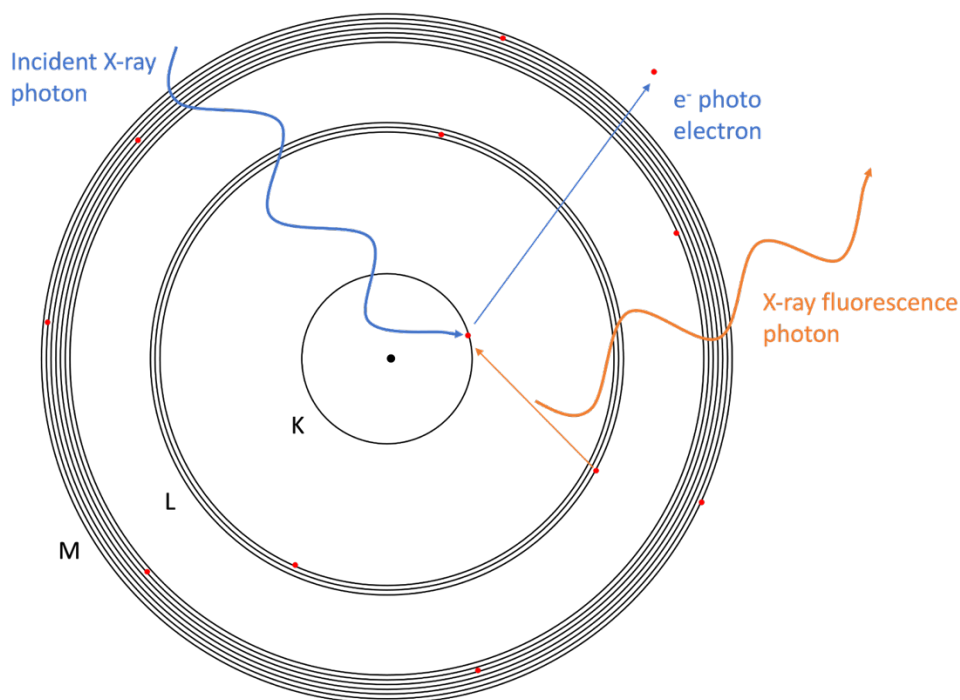 Incident X-ray
photon
e⁻ photo
electron
X-ray fluorescence
photon
K
L
M